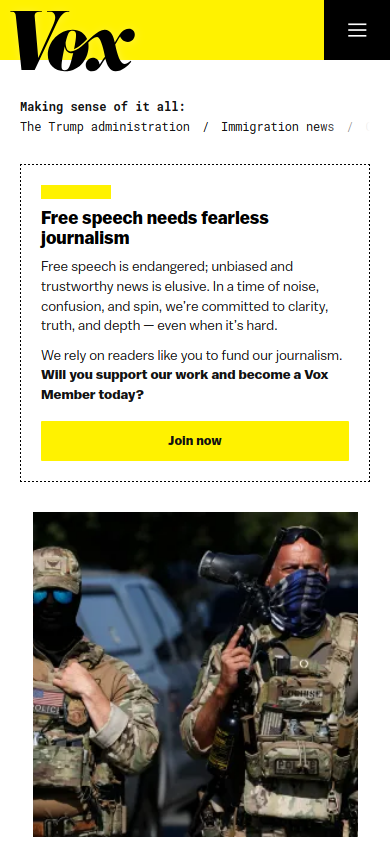 Vox
Making sense of it all:
The Trump administration / Immigration news /
Free speech needs fearless
journalism
Free speech is endangered; unbiased and
trustworthy news is elusive. In a time of noise,
confusion, and spin, we're committed to clarity,
truth, and depth — even when it's hard.
We rely on readers like you to fund our journalism.
Will you support our work and become a Vox
Member today?
Join now
POLICE